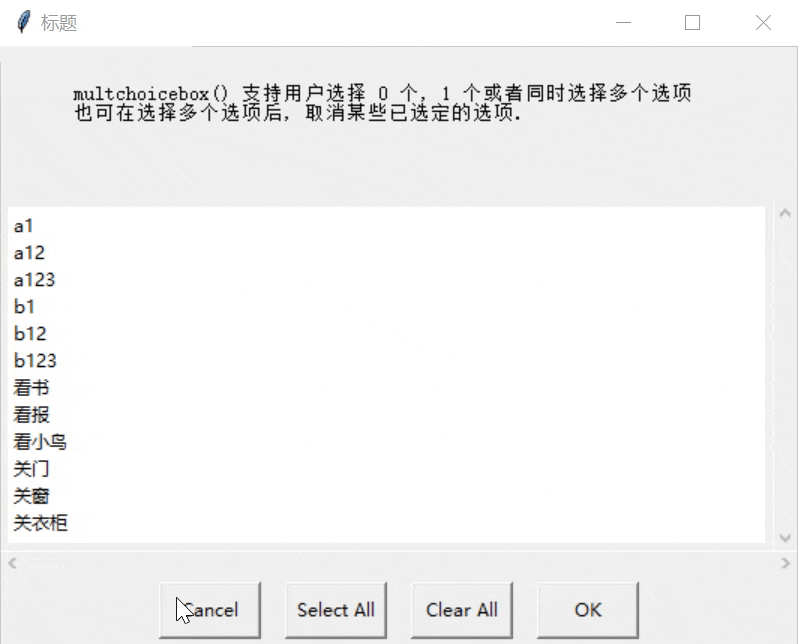 标题
multchoicebox() 支持用户选择 0 个, 1 个或者同时选择多个选项
也可在选择多个选项后, 取消某些已选定的选项.
a1
a12
a123
b1
b12
b123
看书
看报
看小鸟
关门
关窗
关衣柜
Cancel Select All Clear All OK